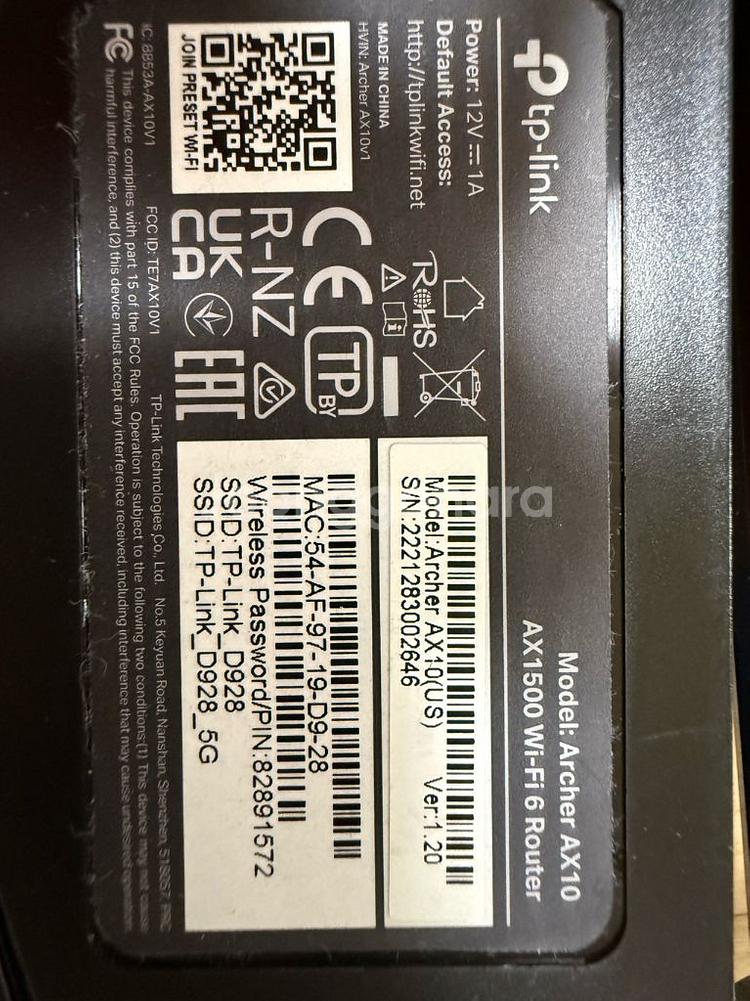 tp-link
Model: Archer AX10
AX1500 Wi-Fi 6 Router
Power: 12V ⎓ 1A
Default Access:
http://tplinkwifi.net
MADE IN CHINA
HVIN: Archer AX10v1
JOIN PRESET WI-FI
RoHS
CE
TP
BY
R-NZ
UK
CA
EAC
Model:Archer AX10(US) Ver:1.20
S/N:2221283002646
MAC:54-AF-97-19-D9-28
Wireless Password/PIN:82891572
SSID:TP-Link_D928
SSID:TP-Link_D928_5G
IC: 8853A-AX10V1 FCC ID: TE7AX10V1 TP-Link Technologies Co., Ltd. No.5 Keyuan Road, Nanshan, Shenzhen, 518057, PRC
FC This device complies with part 15 of the FCC Rules. Operation is subject to the following two conditions:(1) This device may not cause
harmful interference, and (2) this device must accept any interference received, including interference that may cause undesired operation.